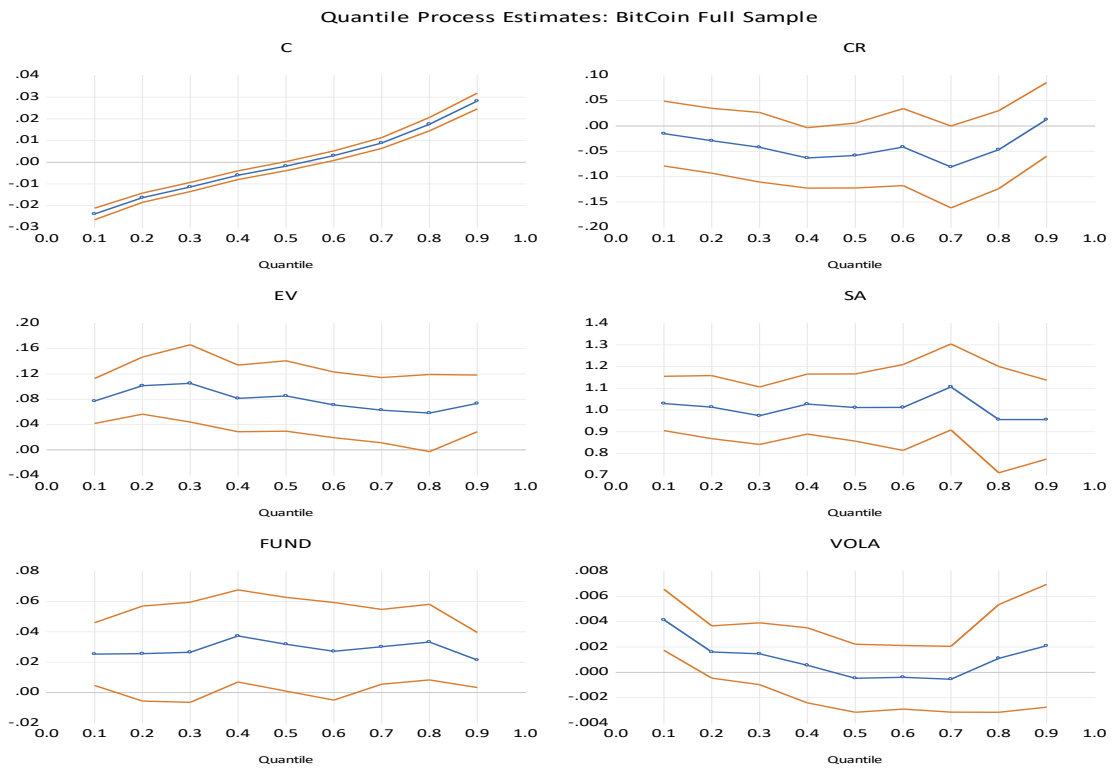 Quantile Process Estimates: BitCoin Full Sample
C
.04
.03
.02
.01
.00
-.01
-.02
-.03
0.0 0.1 0.2 0.3 0.4 0.5 0.6 0.7 0.8 0.9 1.0
Quantile
CR
.10
.05
.00
-.05
-.10
-.15
-.20
0.0 0.1 0.2 0.3 0.4 0.5 0.6 0.7 0.8 0.9 1.0
Quantile
EV
.20
.16
.12
.08
.04
.00
-.04
0.0 0.1 0.2 0.3 0.4 0.5 0.6 0.7 0.8 0.9 1.0
Quantile
SA
1.4
1.3
1.2
1.1
1.0
0.9
0.8
0.7
0.0 0.1 0.2 0.3 0.4 0.5 0.6 0.7 0.8 0.9 1.0
Quantile
FUND
.08
.06
.04
.02
.00
-.02
0.0 0.1 0.2 0.3 0.4 0.5 0.6 0.7 0.8 0.9 1.0
Quantile
VOLA
.008
.006
.004
.002
.000
-.002
-.004
0.0 0.1 0.2 0.3 0.4 0.5 0.6 0.7 0.8 0.9 1.0
Quantile